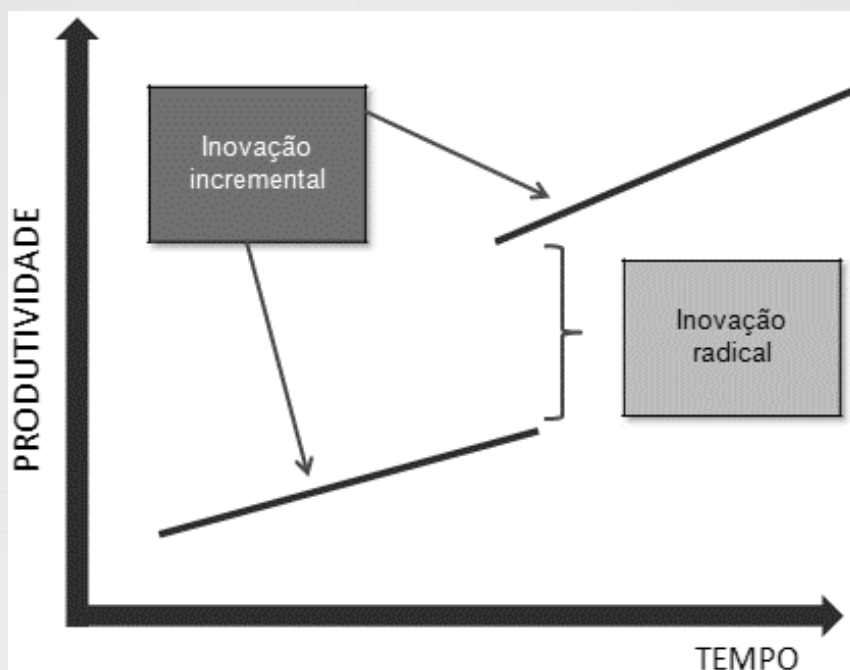 Inovação
incremental
PRODUTIVIDADE
Inovação
radical
TEMPO